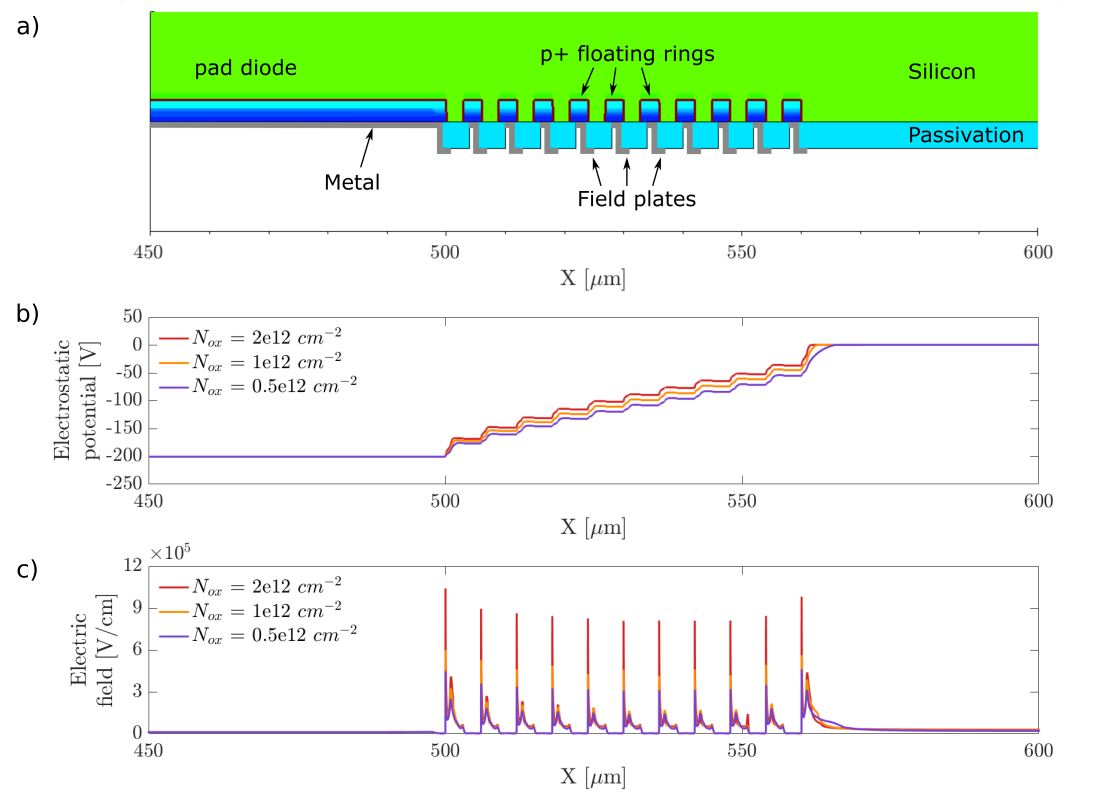 a)
pad diode
p+ floating rings
Silicon
Passivation
Metal
Field plates
450 500 550 600
X [μm]
b)
Electrostatic
potential [V]
50
0
-50
-100
-150
-200
-250
N_ox = 2e12 cm^−2
N_ox = 1e12 cm^−2
N_ox = 0.5e12 cm^−2
450 500 550 600
X [μm]
c)
Electric
field [V/cm]
×10^5
12
9
6
3
0
N_ox = 2e12 cm^−2
N_ox = 1e12 cm^−2
N_ox = 0.5e12 cm^−2
450 500 550 600
X [μm]